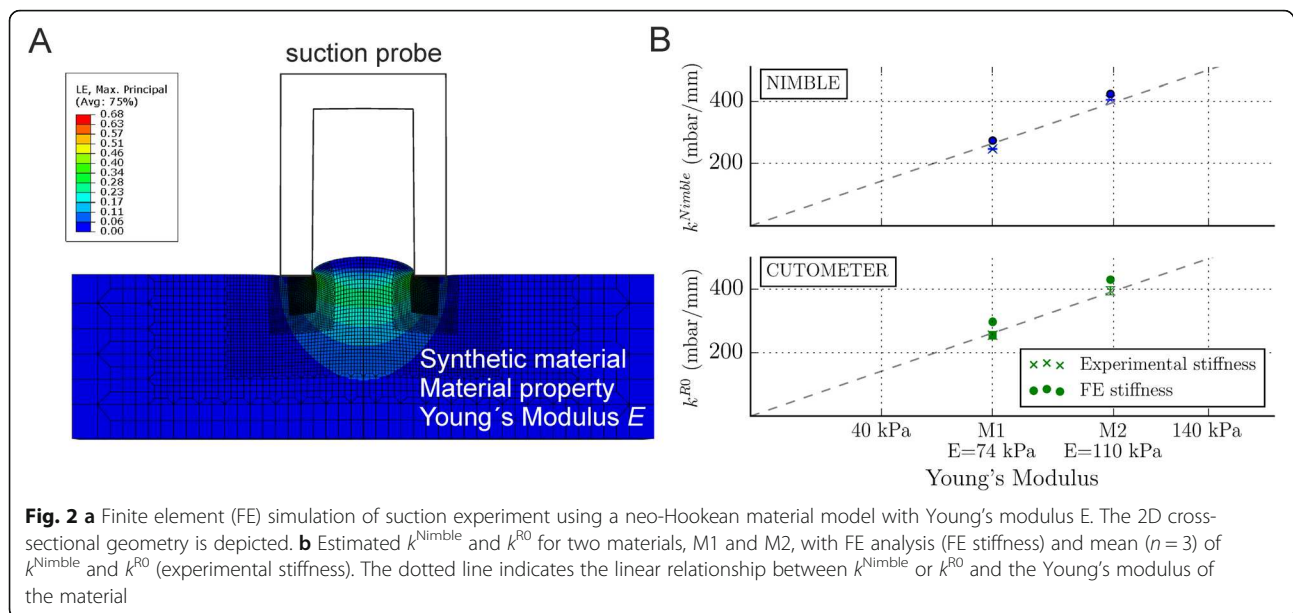 A
suction probe
LE, Max. Principal
(Avg: 75%)
0.68
0.63
0.57
0.51
0.46
0.40
0.34
0.28
0.23
0.17
0.11
0.06
0.00
Synthetic material
Material property
Young´s Modulus E
B
NIMBLE
400
200
k^Nimble (mbar/mm)
CUTOMETER
400
200
k^R0 (mbar/mm)
Experimental stiffness
FE stiffness
40 kPa M1 M2 140 kPa
E=74 kPa E=110 kPa
Young's Modulus
Fig. 2 a Finite element (FE) simulation of suction experiment using a neo-Hookean material model with Young's modulus E. The 2D cross-
sectional geometry is depicted. b Estimated k^Nimble and k^R0 for two materials, M1 and M2, with FE analysis (FE stiffness) and mean (n = 3) of
k^Nimble and k^R0 (experimental stiffness). The dotted line indicates the linear relationship between k^Nimble or k^R0 and the Young's modulus of
the material